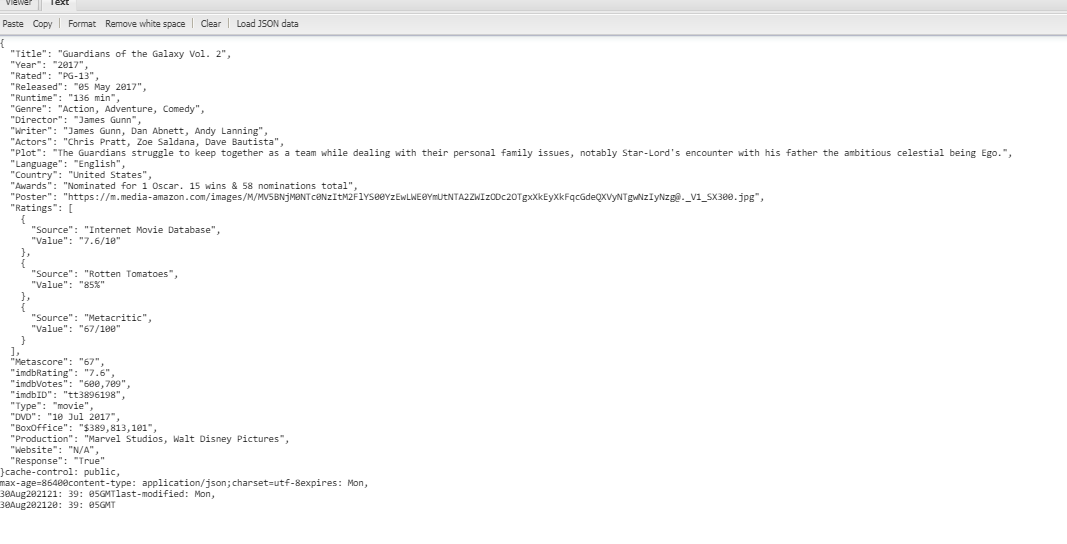 Viewer Text
Paste Copy Format Remove white space Clear Load JSON data
{
"Title": "Guardians of the Galaxy Vol. 2",
"Year": "2017",
"Rated": "PG-13",
"Released": "05 May 2017",
"Runtime": "136 min",
"Genre": "Action, Adventure, Comedy",
"Director": "James Gunn",
"Writer": "James Gunn, Dan Abnett, Andy Lanning",
"Actors": "Chris Pratt, Zoe Saldana, Dave Bautista",
"Plot": "The Guardians struggle to keep together as a team while dealing with their personal family issues, notably Star-Lord's encounter with his father the ambitious celestial being Ego.",
"Language": "English",
"Country": "United States",
"Awards": "Nominated for 1 Oscar. 15 wins & 58 nominations total",
"Poster": "https://m.media-amazon.com/images/M/MV5BNjM0NTc0NzItM2FlYS00YzEwLWE0YmUtNTA2ZWIzODc2OTgxXkEyXkFqcGdeQXVyNTgwNzIyNzg@._V1_SX300.jpg",
"Ratings": [
{
"Source": "Internet Movie Database",
"Value": "7.6/10"
},
{
"Source": "Rotten Tomatoes",
"Value": "85%"
},
{
"Source": "Metacritic",
"Value": "67/100"
}
],
"Metascore": "67",
"imdbRating": "7.6",
"imdbVotes": "600,709",
"imdbID": "tt3896198",
"Type": "movie",
"DVD": "10 Jul 2017",
"BoxOffice": "$389,813,101",
"Production": "Marvel Studios, Walt Disney Pictures",
"Website": "N/A",
"Response": "True"
}cache-control: public,
max-age=86400content-type: application/json;charset=utf-8expires: Mon,
30Aug202121: 39: 05GMTlast-modified: Mon,
30Aug202120: 39: 05GMT